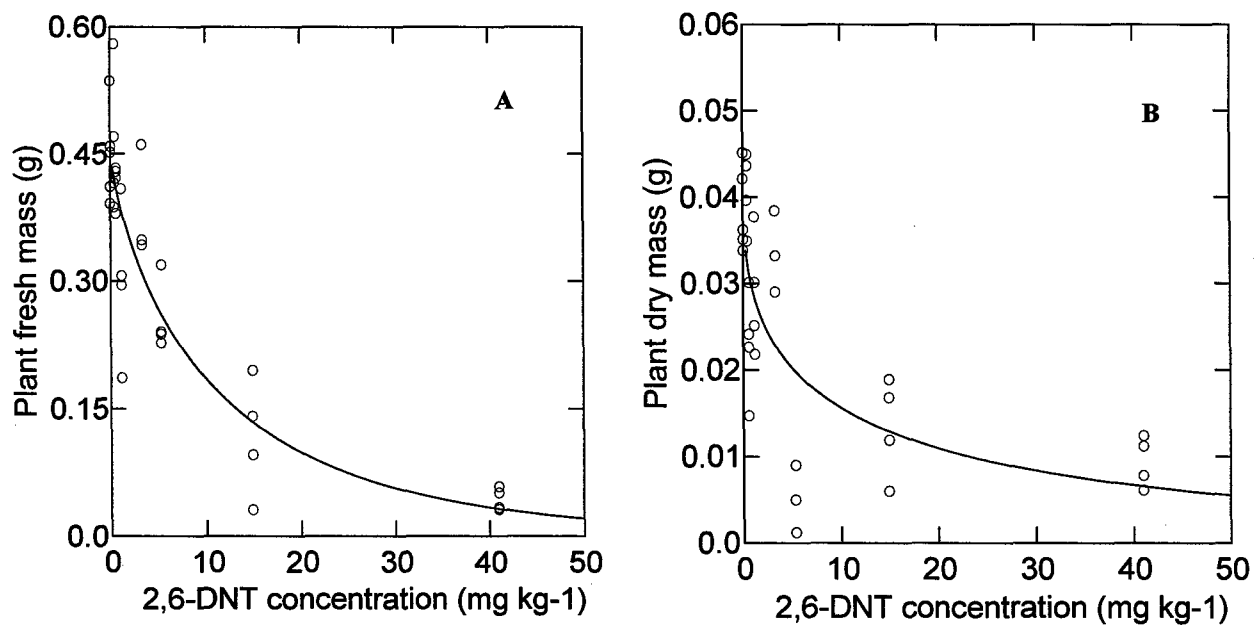 A
Plant fresh mass (g)
0.60
0.45
0.30
0.15
0.0
0 10 20 30 40 50
2,6-DNT concentration (mg kg-1)
B
Plant dry mass (g)
0.06
0.05
0.04
0.03
0.02
0.01
0.0
0 10 20 30 40 50
2,6-DNT concentration (mg kg-1)